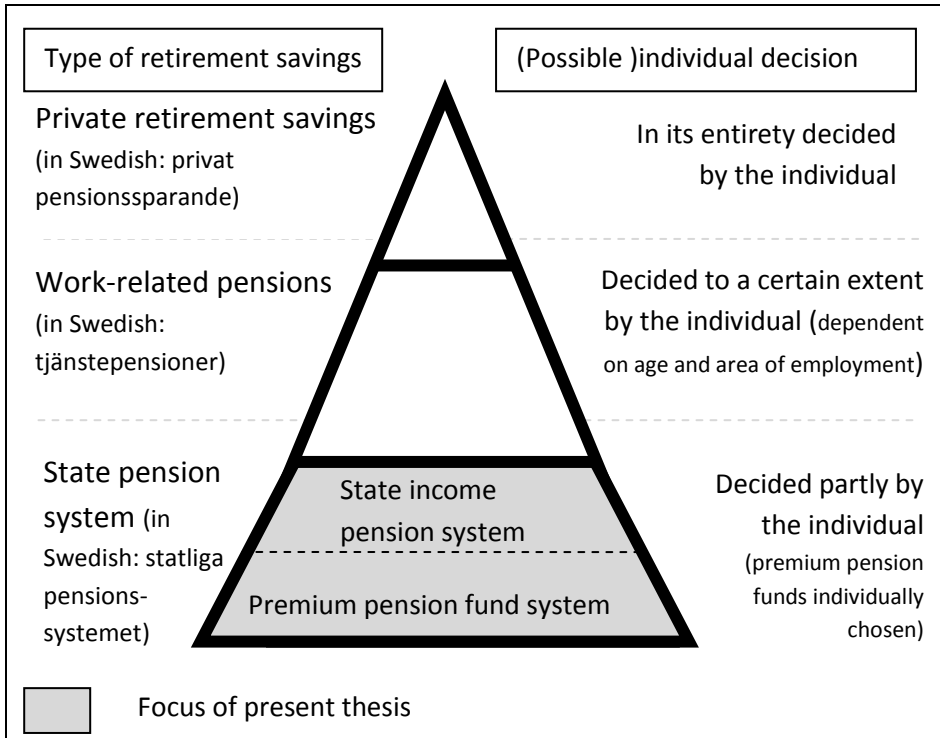 Type of retirement savings
(Possible )individual decision
Private retirement savings
(in Swedish: privat
pensionssparande)
In its entirety decided
by the individual
Work-related pensions
(in Swedish:
tjänstepensioner)
Decided to a certain extent
by the individual (dependent
on age and area of employment)
State pension
system (in
Swedish: statliga
pensions-
systemet)
State income
pension system
Premium pension fund system
Decided partly by
the individual
(premium pension
funds individually
chosen)
Focus of present thesis